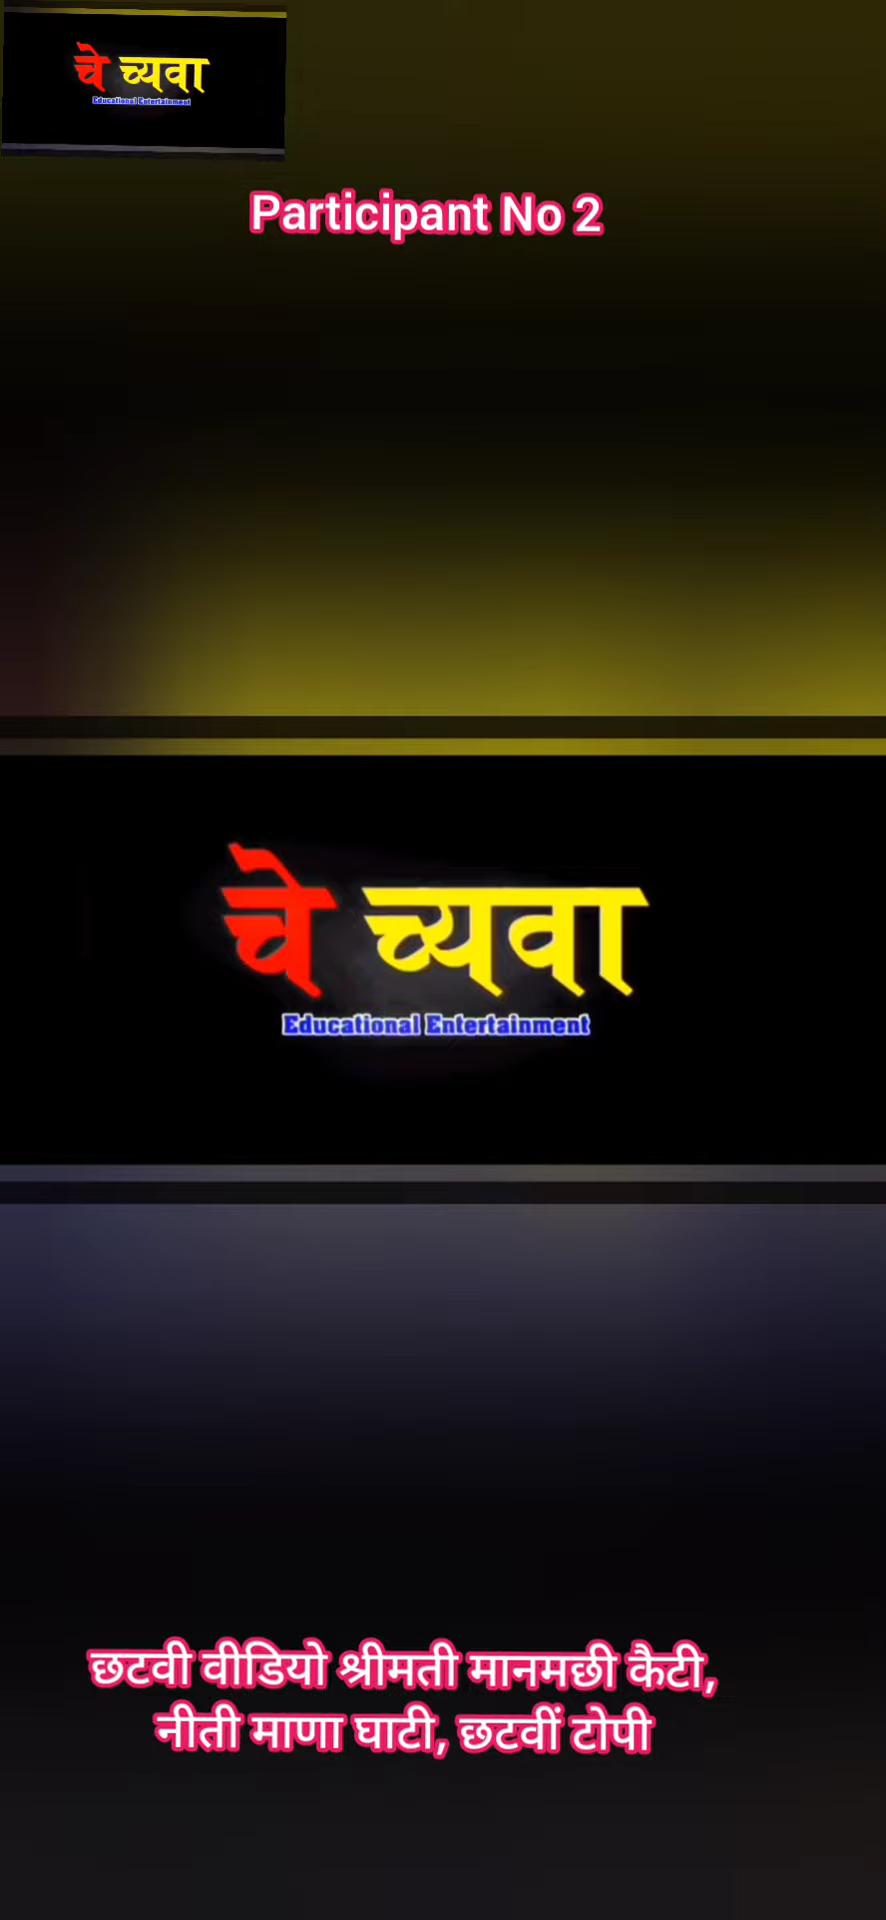 चे च्यवा
Educational Entertainment
Participant No 2
चे च्यवा
Educational Entertainment
छटवी वीडियो श्रीमती मानमछी कैटी,
नीती माणा घाटी, छटवीं टोपी